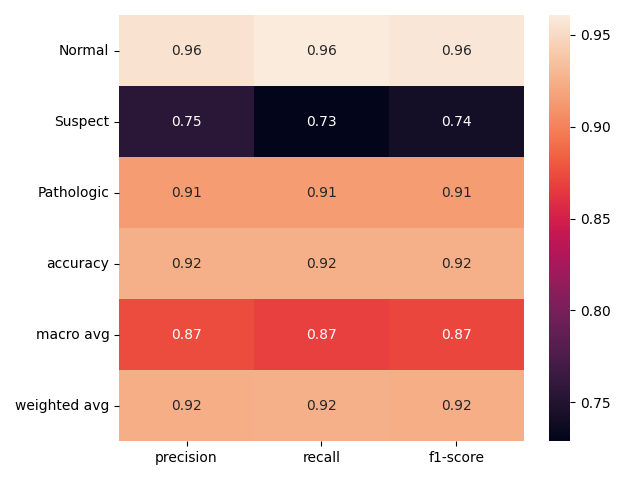 Normal 0.96 0.96 0.96 0.95
Suspect 0.75 0.73 0.74 0.90
Pathologic 0.91 0.91 0.91 0.85
accuracy 0.92 0.92 0.92 0.80
macro avg 0.87 0.87 0.87 0.75
weighted avg 0.92 0.92 0.92
precision recall f1-score